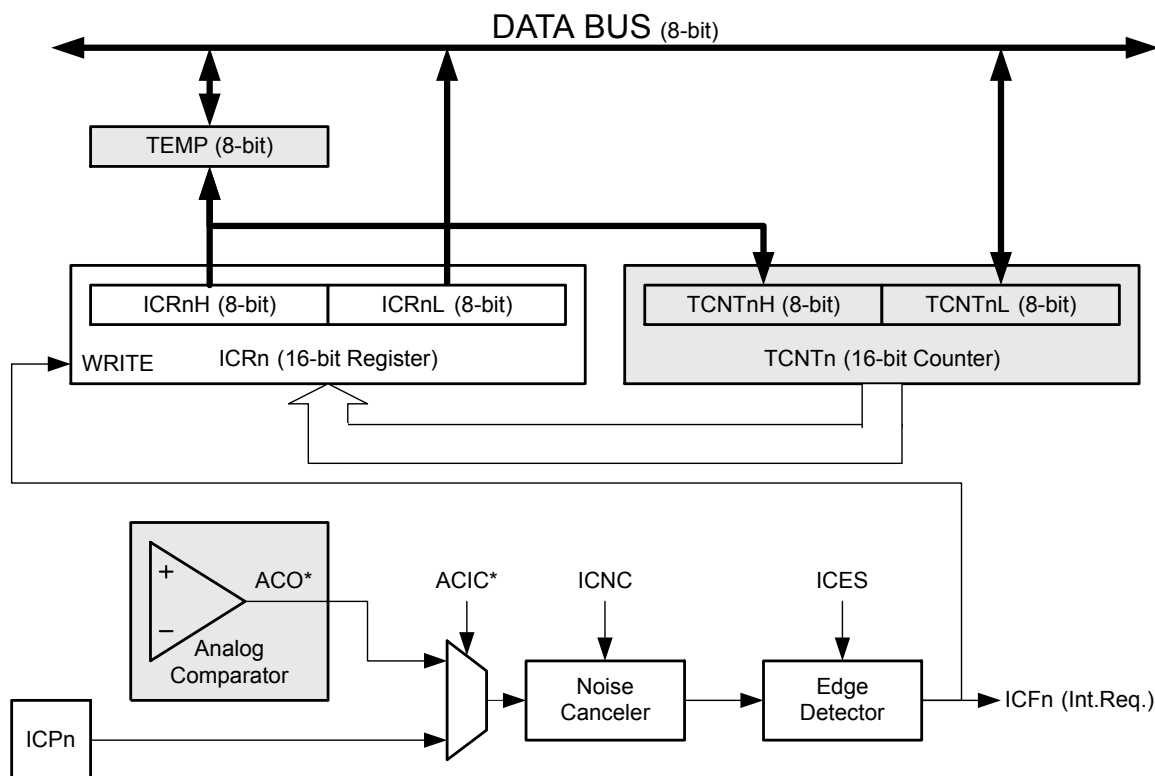 DATA BUS (8-bit)
TEMP (8-bit)
ICRnH (8-bit)
ICRnL (8-bit)
TCNTnH (8-bit)
TCNTnL (8-bit)
WRITE
ICRn (16-bit Register)
TCNTn (16-bit Counter)
+
−
ACO*
Analog
Comparator
ACIC*
ICNC
ICES
Noise
Canceler
Edge
Detector
ICFn (Int.Req.)
ICPn